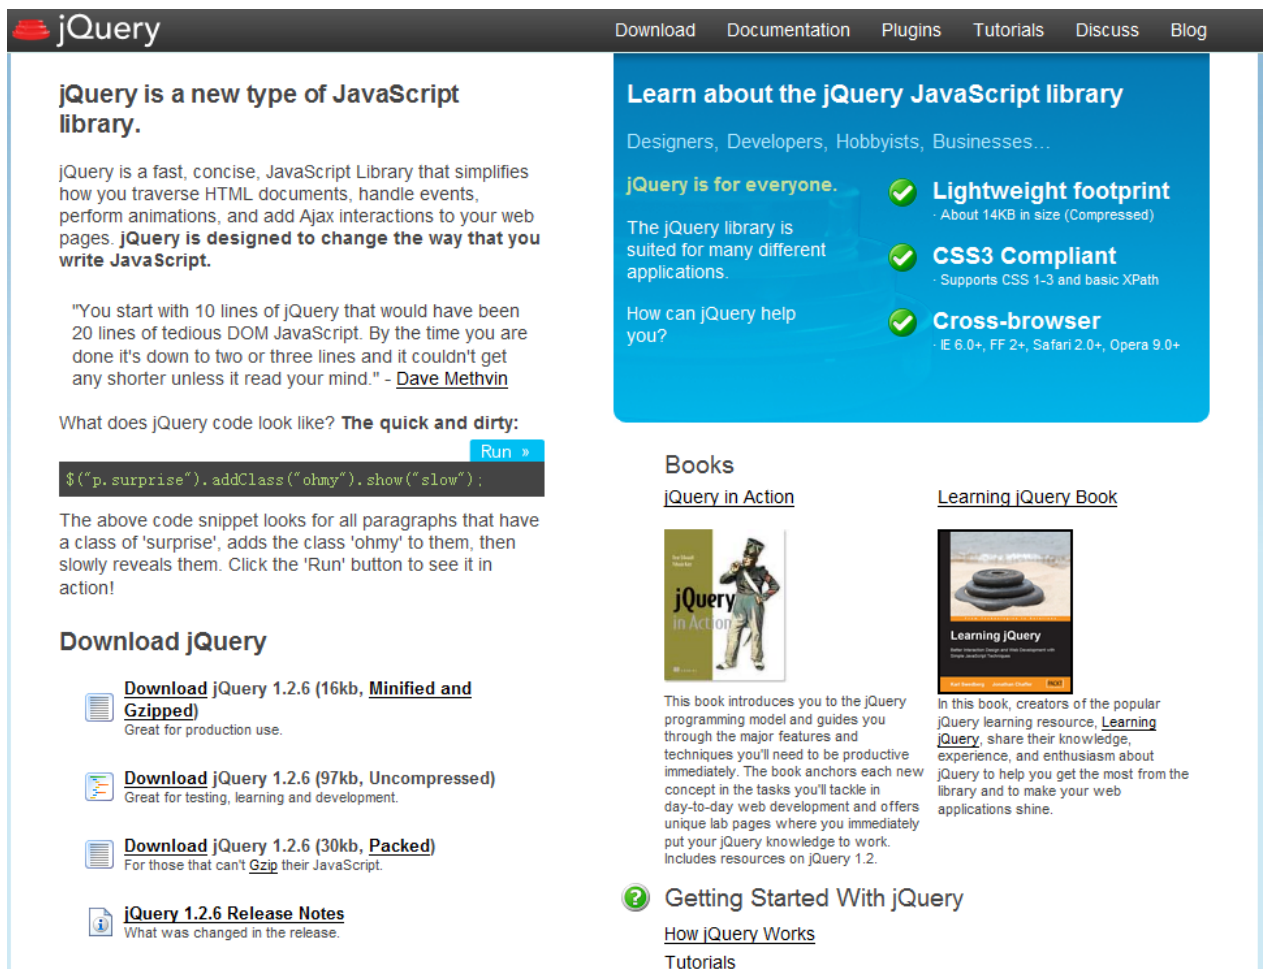 jQuery
Download Documentation Plugins Tutorials Discuss Blog
jQuery is a new type of JavaScript
library.
jQuery is a fast, concise, JavaScript Library that simplifies
how you traverse HTML documents, handle events,
perform animations, and add Ajax interactions to your web
pages. jQuery is designed to change the way that you
write JavaScript.
"You start with 10 lines of jQuery that would have been
20 lines of tedious DOM JavaScript. By the time you are
done it's down to two or three lines and it couldn't get
any shorter unless it read your mind." - Dave Methvin
What does jQuery code look like? The quick and dirty:
Run »
$("p.surprise").addClass("ohmy").show("slow");
The above code snippet looks for all paragraphs that have
a class of 'surprise', adds the class 'ohmy' to them, then
slowly reveals them. Click the 'Run' button to see it in
action!
Download jQuery
Download jQuery 1.2.6 (16kb, Minified and
Gzipped)
Great for production use.
Download jQuery 1.2.6 (97kb, Uncompressed)
Great for testing, learning and development.
Download jQuery 1.2.6 (30kb, Packed)
For those that can't Gzip their JavaScript.
jQuery 1.2.6 Release Notes
What was changed in the release.
Learn about the jQuery JavaScript library
Designers, Developers, Hobbyists, Businesses...
jQuery is for everyone.
The jQuery library is
suited for many different
applications.
How can jQuery help
you?
Lightweight footprint
· About 14KB in size (Compressed)
CSS3 Compliant
· Supports CSS 1-3 and basic XPath
Cross-browser
· IE 6.0+, FF 2+, Safari 2.0+, Opera 9.0+
Books
jQuery in Action
jQuery
in Action
This book introduces you to the jQuery
programming model and guides you
through the major features and
techniques you'll need to be productive
immediately. The book anchors each new
concept in the tasks you'll tackle in
day-to-day web development and offers
unique lab pages where you immediately
put your jQuery knowledge to work.
Includes resources on jQuery 1.2.
Learning jQuery Book
Learning jQuery
Better Interaction Design and Web Development with
Simple JavaScript Techniques
PACKT
In this book, creators of the popular
jQuery learning resource, Learning
jQuery, share their knowledge,
experience, and enthusiasm about
jQuery to help you get the most from the
library and to make your web
applications shine.
Getting Started With jQuery
How jQuery Works
Tutorials